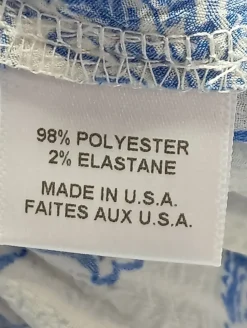 98% POLYESTER
2% ELASTANE
MADE IN U.S.A.
FAITES AUX U.S.A.